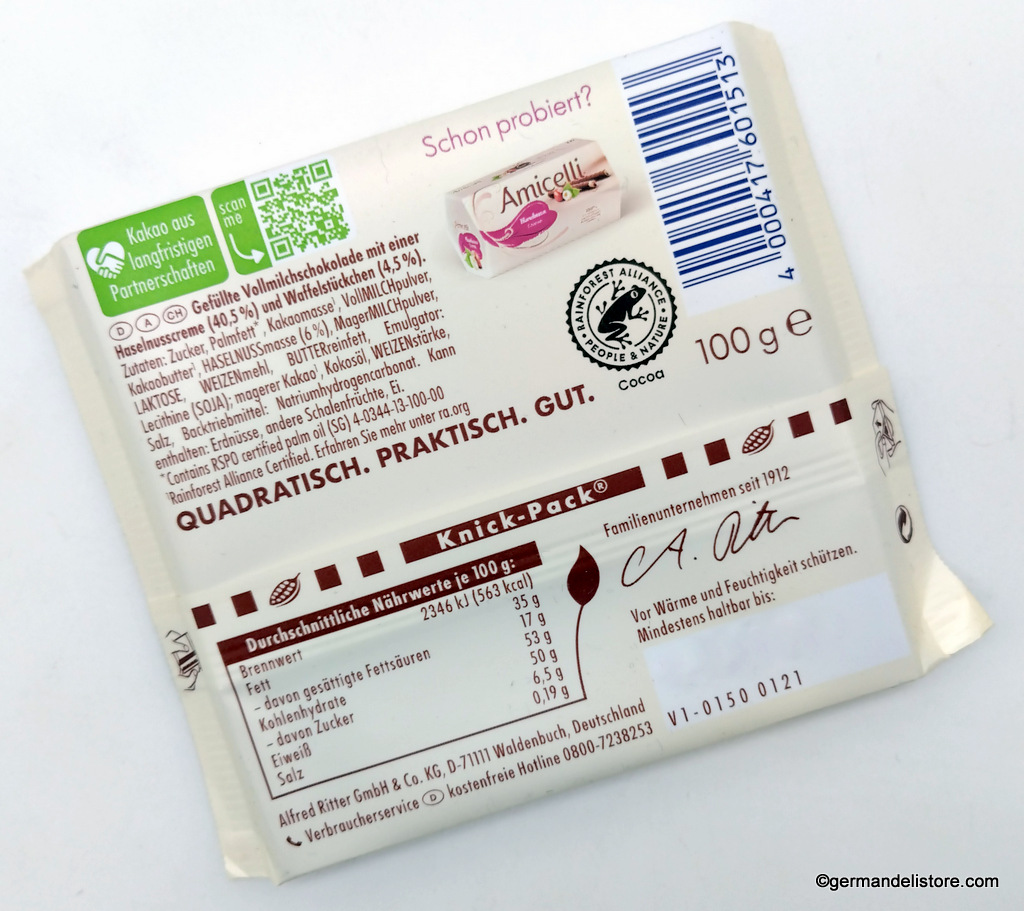 Kakao aus
langfristigen
Partnerschaften
scan
me
Schon probiert?
Amicelli
4 000417 601513
D A CH Gefüllte Vollmilchschokolade mit einer
Haselnusscreme (40,5 %) und Waffelstückchen (4,5 %).
Zutaten: Zucker, Palmfett*, Kakaomasse¹, VollMILCHpulver,
Kakaobutter¹, HASELNUSSmasse (6 %), MagerMILCHpulver,
LAKTOSE, WEIZENmehl, BUTTERreinfett, Emulgator:
Lecithine (SOJA); magerer Kakao¹, Kokosöl, WEIZENstärke,
Salz, Backtriebmittel: Natriumhydrogencarbonat. Kann
enthalten: Erdnüsse, andere Schalenfrüchte, Ei.
*Contains RSPO certified palm oil (SG) 4-0344-13-100-00
¹Rainforest Alliance Certified. Erfahren Sie mehr unter ra.org
RAINFOREST ALLIANCE
PEOPLE & NATURE
Cocoa
100 g e
QUADRATISCH. PRAKTISCH. GUT.
Knick-Pack®
Durchschnittliche Nährwerte je 100 g:
Brennwert 2346 kJ (563 kcal)
Fett 35 g
– davon gesättigte Fettsäuren 17 g
Kohlenhydrate 53 g
– davon Zucker 50 g
Eiweiß 6,5 g
Salz 0,19 g
Familienunternehmen seit 1912
A. Ritter
Vor Wärme und Feuchtigkeit schützen.
Mindestens haltbar bis:
V1-0150 0121
Alfred Ritter GmbH & Co. KG, D-71111 Waldenbuch, Deutschland
Verbraucherservice D kostenfreie Hotline 0800-7238253
©germandelistore.com